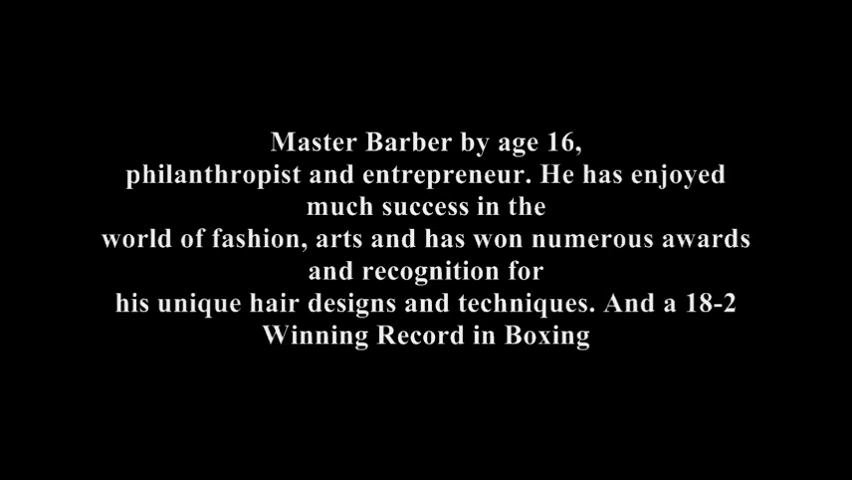 Master Barber by age 16,
philanthropist and entrepreneur. He has enjoyed
much success in the
world of fashion, arts and has won numerous awards
and recognition for
his unique hair designs and techniques. And a 18-2
Winning Record in Boxing